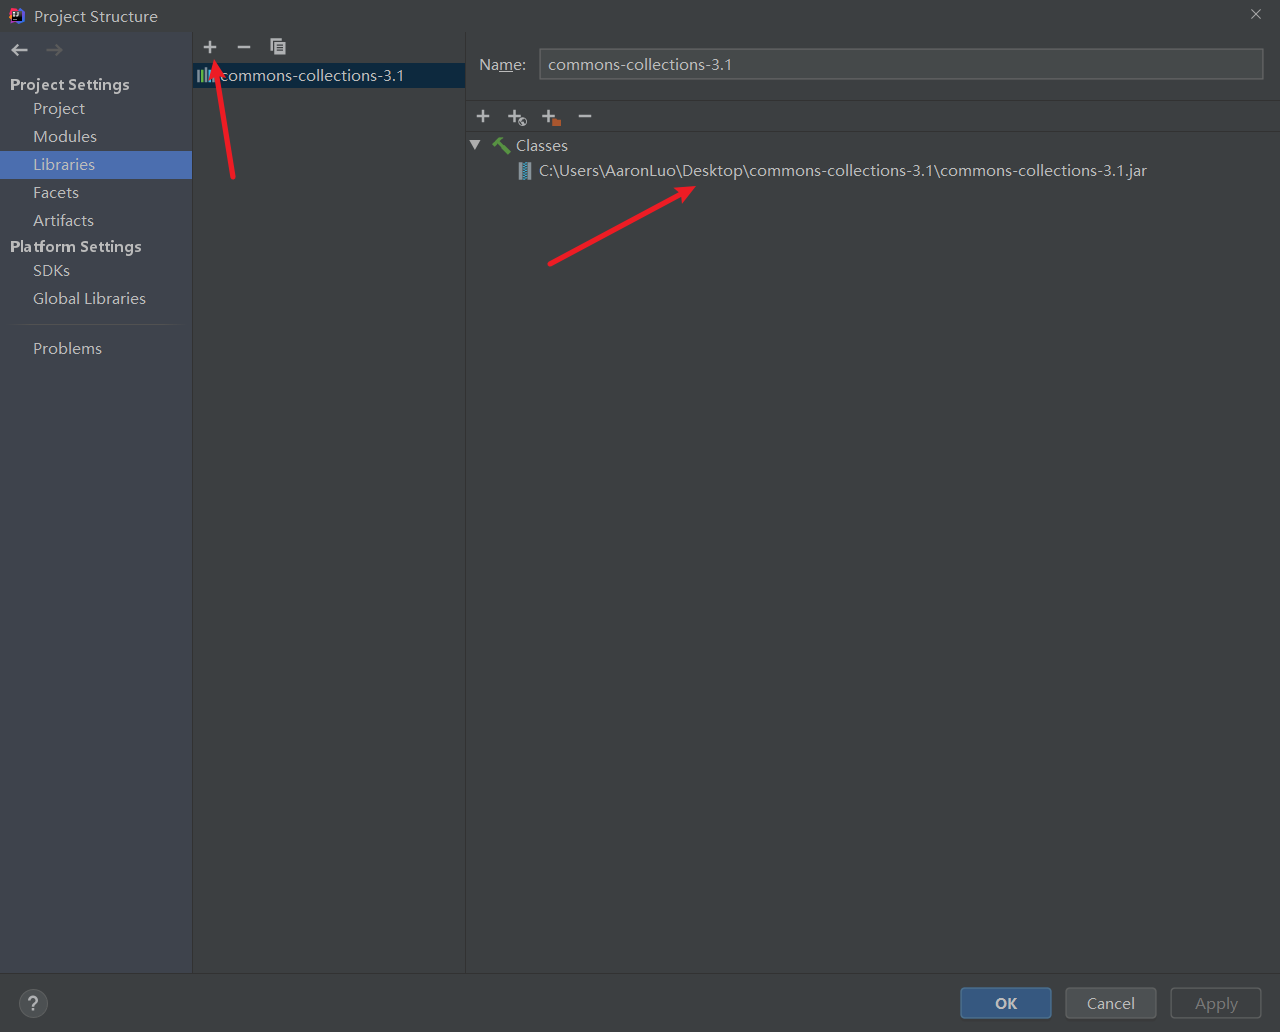 Project Structure
Project Settings
Project
Modules
Libraries
Facets
Artifacts
Platform Settings
SDKs
Global Libraries
Problems
commons-collections-3.1
Name: commons-collections-3.1
Classes
C:\Users\AaronLuo\Desktop\commons-collections-3.1\commons-collections-3.1.jar
?
OK
Cancel
Apply